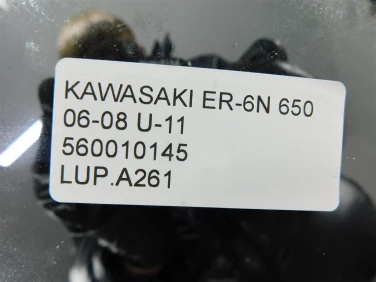 KAWASAKI ER-6N 650
06-08 U-11
560010145
LUP.A261